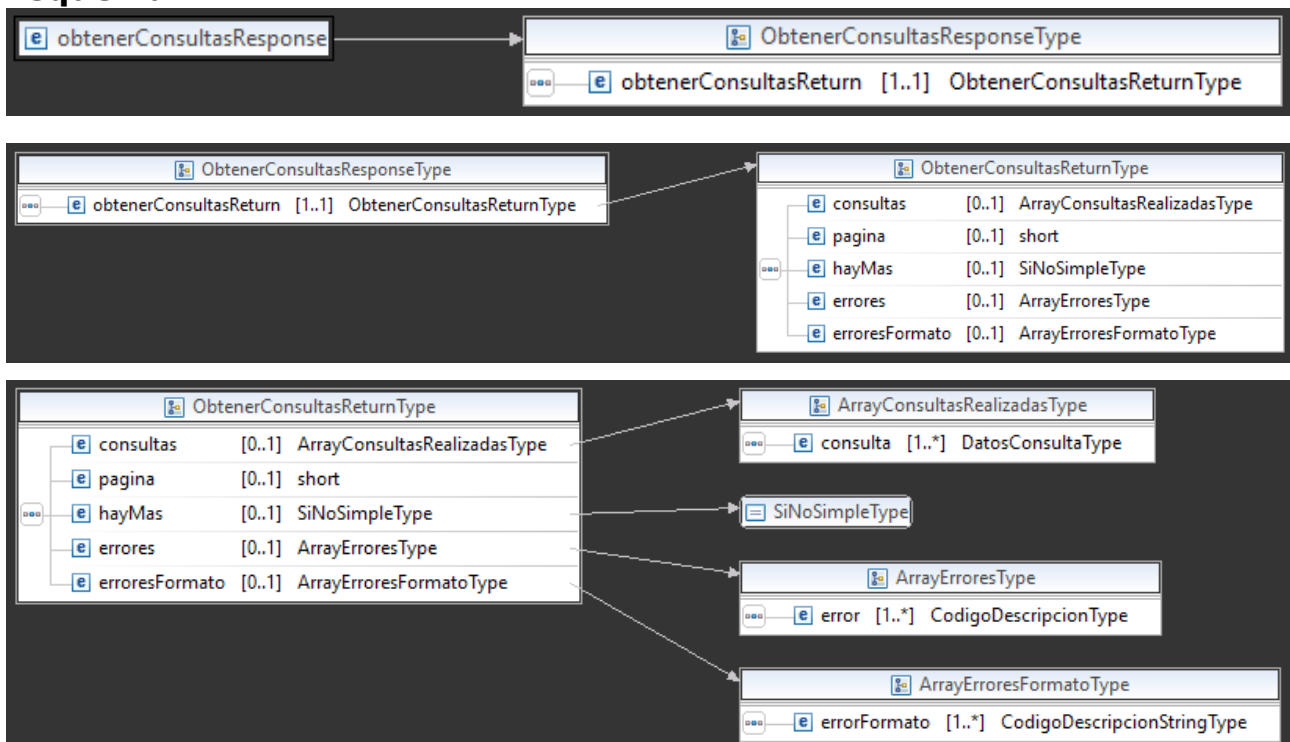 obtenerConsultasResponse
ObtenerConsultasResponseType
obtenerConsultasReturn [1..1] ObtenerConsultasReturnType
ObtenerConsultasResponseType
obtenerConsultasReturn [1..1] ObtenerConsultasReturnType
ObtenerConsultasReturnType
consultas [0..1] ArrayConsultasRealizadasType
pagina [0..1] short
hayMas [0..1] SiNoSimpleType
errores [0..1] ArrayErroresType
erroresFormato [0..1] ArrayErroresFormatoType
ObtenerConsultasReturnType
consultas [0..1] ArrayConsultasRealizadasType
pagina [0..1] short
hayMas [0..1] SiNoSimpleType
errores [0..1] ArrayErroresType
erroresFormato [0..1] ArrayErroresFormatoType
ArrayConsultasRealizadasType
consulta [1..*] DatosConsultaType
SiNoSimpleType
ArrayErroresType
error [1..*] CodigoDescripcionType
ArrayErroresFormatoType
errorFormato [1..*] CodigoDescripcionStringType